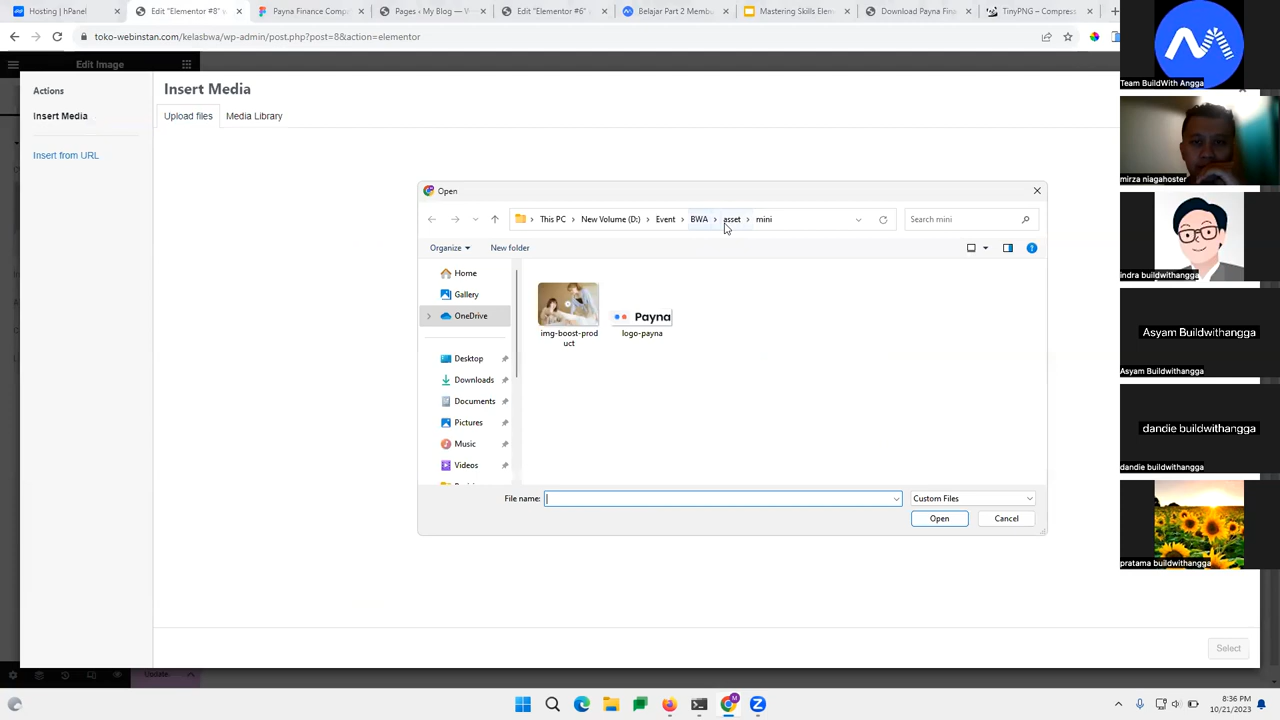 Hosting | hPanel
Edit "Elementor #8"
Payna Finance Comp
Pages ‹ My Blog —
Edit "Elementor #6"
Belajar Part 2 Memb
Mastering Skills Elem
Download Payna Fi
TinyPNG – Compress
toko-webinstan.com/kelasbwa/wp-admin/post.php?post=8&action=elementor
Edit Image
Actions
Insert Media
Insert from URL
Insert Media
Upload files
Media Library
Open
This PC > New Volume (D:) > Event > BWA > asset > mini
Search mini
Organize
New folder
Home
Gallery
OneDrive
Desktop
Downloads
Documents
Pictures
Music
Videos
img-boost-prod
uct
Payna
logo-payna
File name:
Custom Files
Open
Cancel
Select
Update
Team BuildWith Angga
mirza niagahoster
indra buildwithangga
Asyam Buildwithangga
Asyam Buildwithangga
dandie buildwithangga
dandie buildwithangga
pratama buildwithangga
8:36 PM
10/21/2023